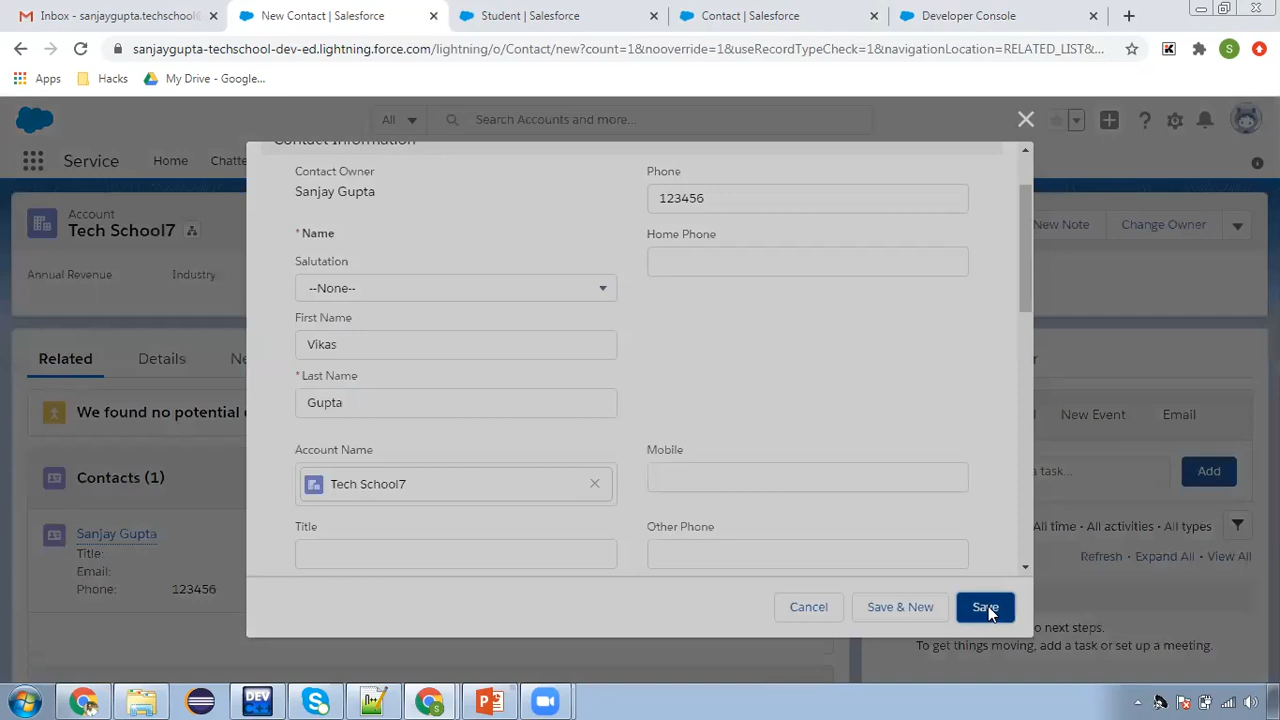 Inbox - sanjaygupta.techschool
New Contact | Salesforce
Student | Salesforce
Contact | Salesforce
Developer Console
sanjaygupta-techschool-dev-ed.lightning.force.com/lightning/o/Contact/new?count=1&nooverride=1&useRecordTypeCheck=1&navigationLocation=RELATED_LIST&...
S
Apps
Hacks
My Drive - Google...
All
Search Accounts and more...
Service
Home
Chatte
Account
Tech School7
New Note
Change Owner
Annual Revenue
Industry
Related
Details
Ne
We found no potential
Contacts (1)
Sanjay Gupta
Title:
Email:
Phone:
123456
Contact Information
Contact Owner
Sanjay Gupta
Phone
123456
* Name
Home Phone
Salutation
--None--
First Name
Vikas
* Last Name
Gupta
Account Name
Tech School7
Mobile
Title
Other Phone
Cancel
Save & New
Save
New Event
Email
a task...
Add
All time • All activities • All types
Refresh • Expand All • View All
o next steps.
To get things moving, add a task or set up a meeting.
DEV
C++